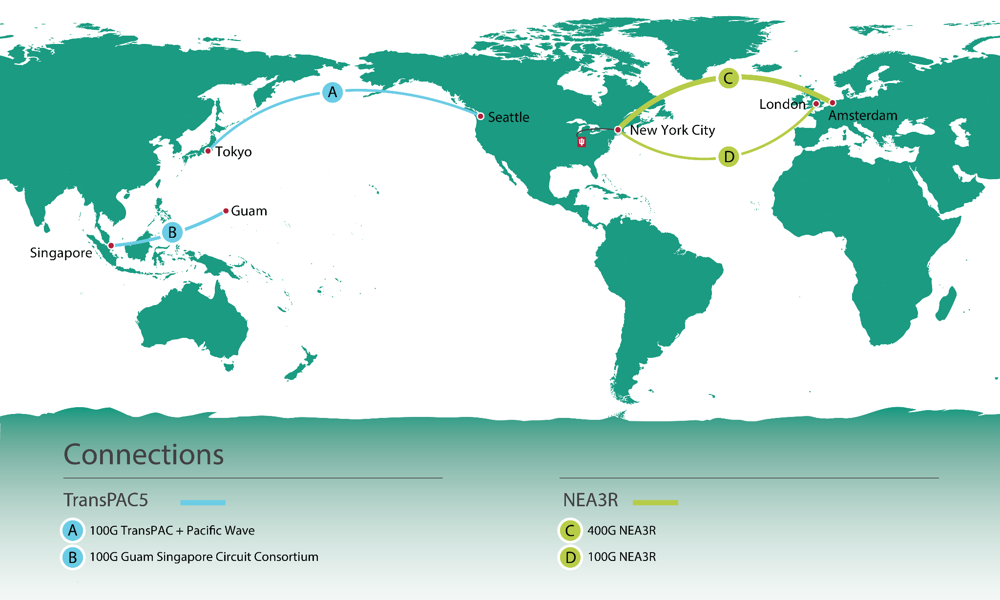 C
A
London
Amsterdam
Seattle
New York City
Tokyo
D
Guam
B
Singapore
Connections
TransPAC5
A 100G TransPAC + Pacific Wave
B 100G Guam Singapore Circuit Consortium
NEA3R
C 400G NEA3R
D 100G NEA3R